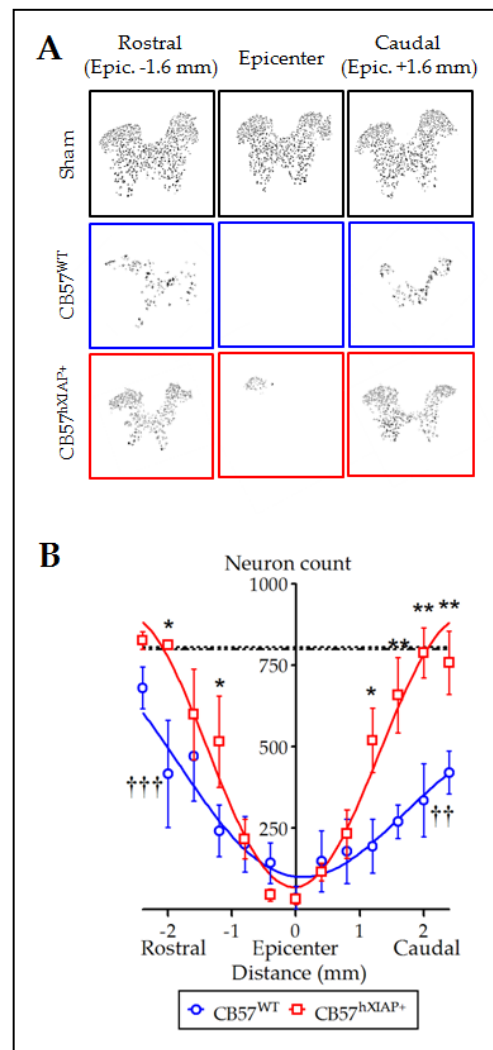 A
Rostral
(Epic. -1.6 mm)
Epicenter
Caudal
(Epic. +1.6 mm)
Sham
CB57WT
CB57hXIAP+
B
Neuron count
1000
750
500
250
*
*
*
**
**
**
†††
††
-2 -1 0 1 2
Rostral Epicenter Caudal
Distance (mm)
CB57WT CB57hXIAP+